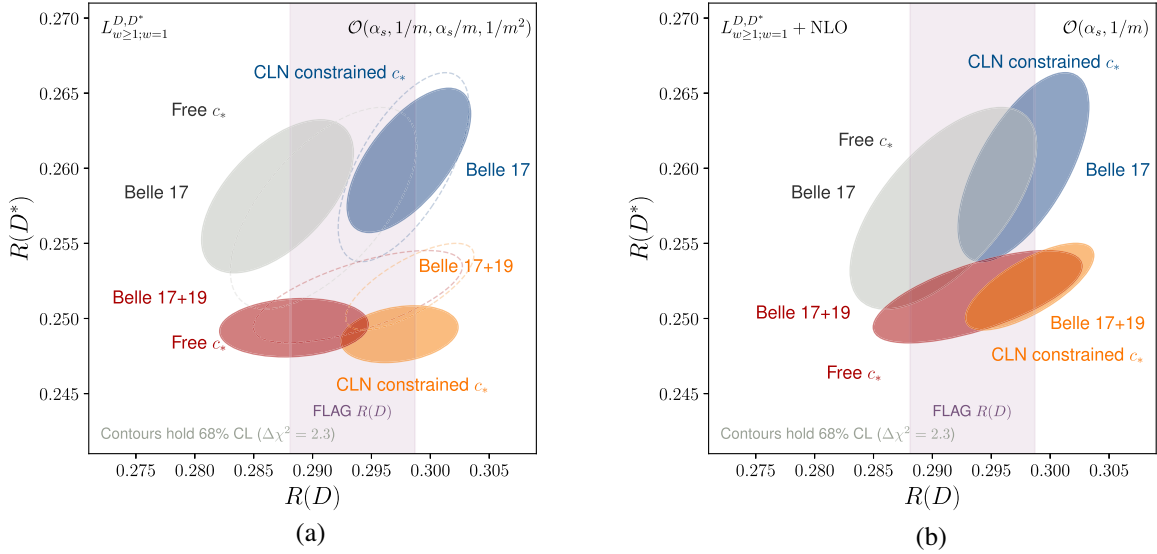 L^{D,D*}_{w≥1;w=1}
O(α_s, 1/m, α_s/m, 1/m²)
CLN constrained c_*
Free c_*
Belle 17
Belle 17
Belle 17+19
Belle 17+19
Free c_*
CLN constrained c_*
FLAG R(D)
Contours hold 68% CL (Δχ² = 2.3)
0.270
0.265
0.260
0.255
0.250
0.245
R(D*)
0.275 0.280 0.285 0.290 0.295 0.300 0.305
R(D)
(a)
L^{D,D*}_{w≥1;w=1} + NLO
O(α_s, 1/m)
CLN constrained c_*
Free c_*
Belle 17
Belle 17
Belle 17+19
Belle 17+19
CLN constrained c_*
Free c_*
FLAG R(D)
Contours hold 68% CL (Δχ² = 2.3)
0.270
0.265
0.260
0.255
0.250
0.245
R(D*)
0.275 0.280 0.285 0.290 0.295 0.300 0.305
R(D)
(b)